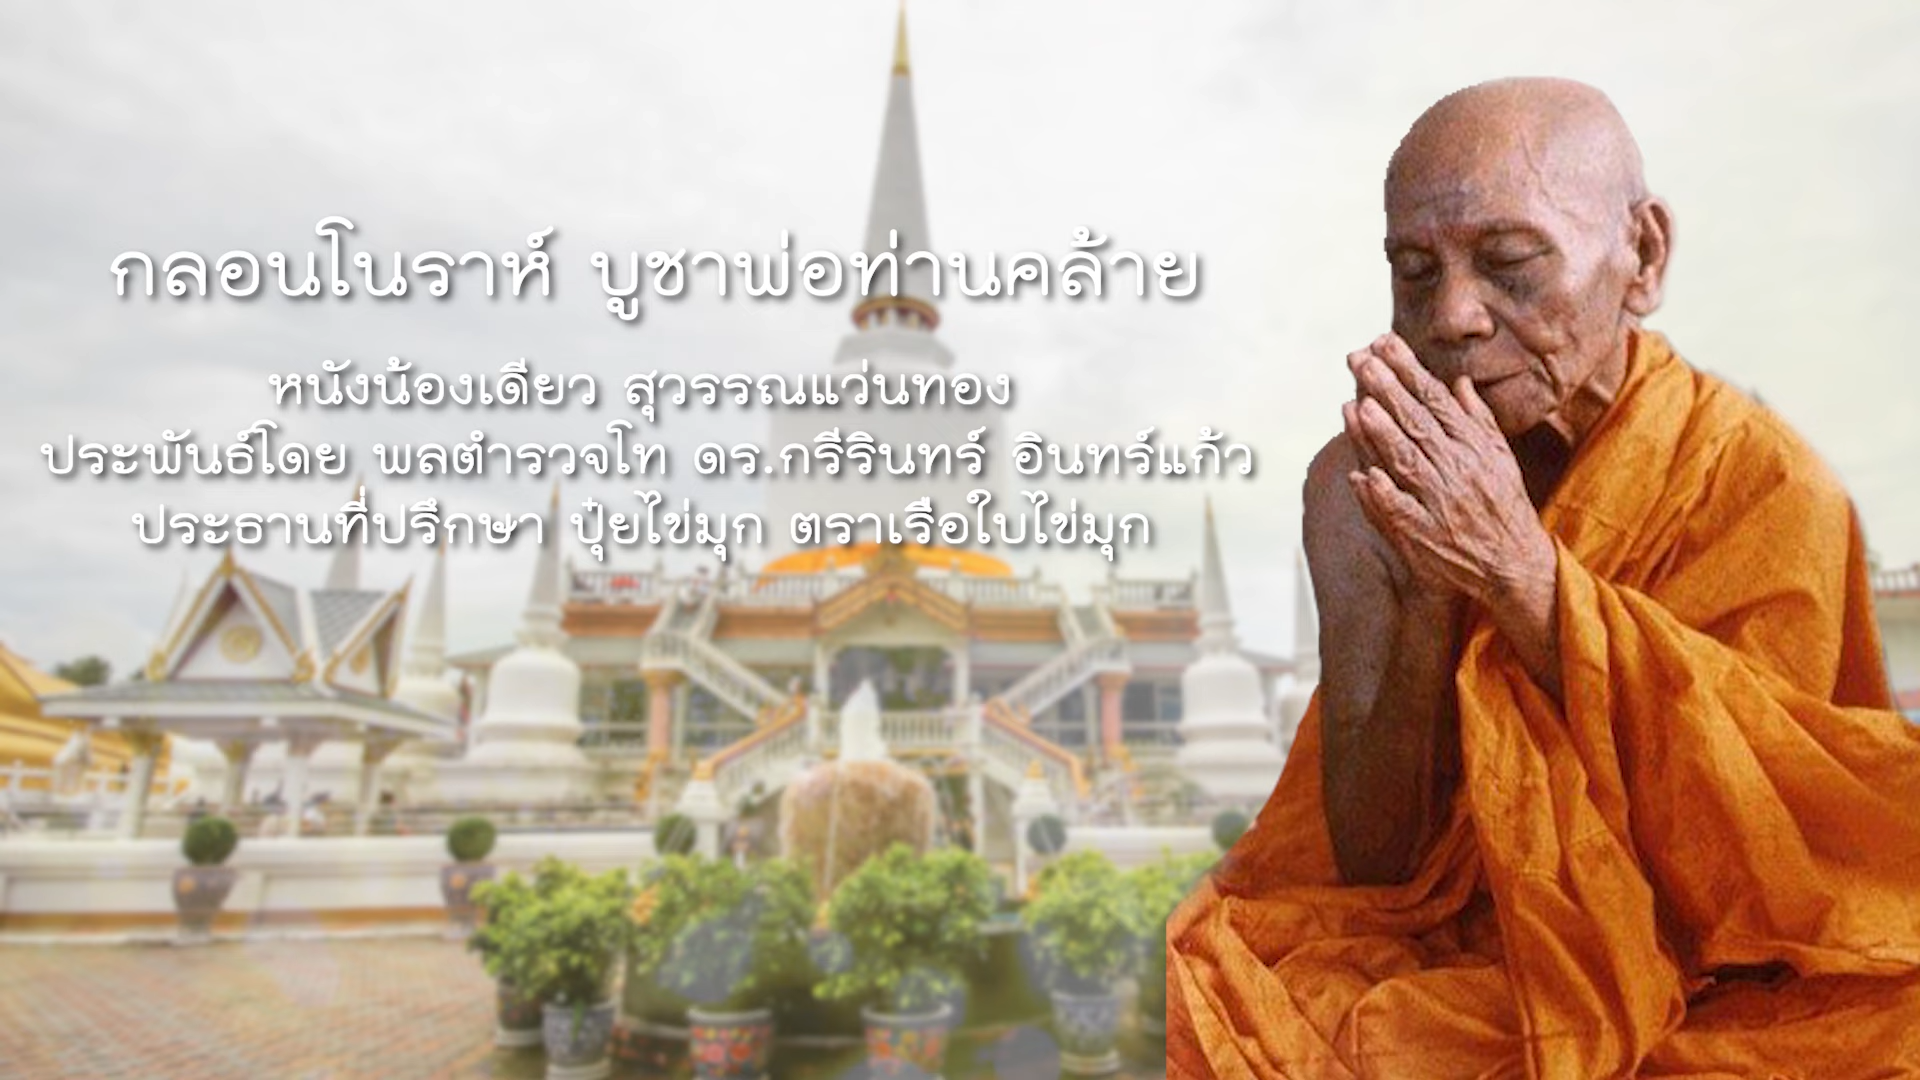 กลอนโนราห์ บูชาพ่อท่านคล้าย
หนังน้องเดียว สุวรรณแว่นทอง
ประพันธ์โดย พลตำรวจโท ดร.กรีรินทร์ อินทร์แก้ว
ประธานที่ปรึกษา ปุ๋ยไข่มุก ตราเรือใบไข่มุก